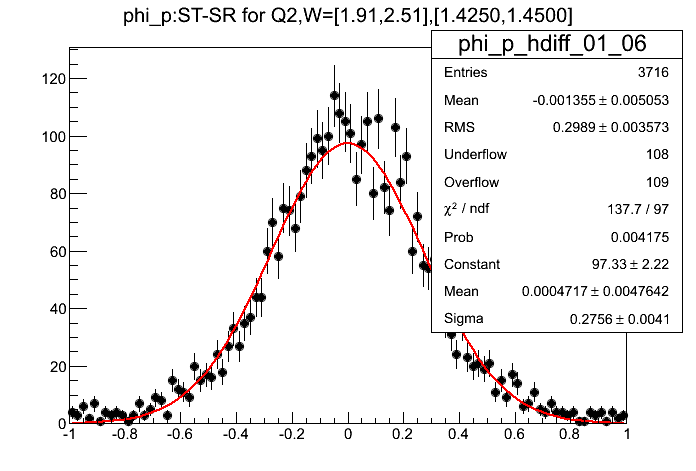 phi_p:ST-SR for Q2,W=[1.91,2.51],[1.4250,1.4500]
phi_p_hdiff_01_06
Entries 3716
Mean -0.001355 ± 0.005053
RMS 0.2989 ± 0.003573
Underflow 108
Overflow 109
χ² / ndf 137.7 / 97
Prob 0.004175
Constant 97.33 ± 2.22
Mean 0.0004717 ± 0.0047642
Sigma 0.2756 ± 0.0041
120
100
80
60
40
20
0
-1 -0.8 -0.6 -0.4 -0.2 0 0.2 0.4 0.6 0.8 1